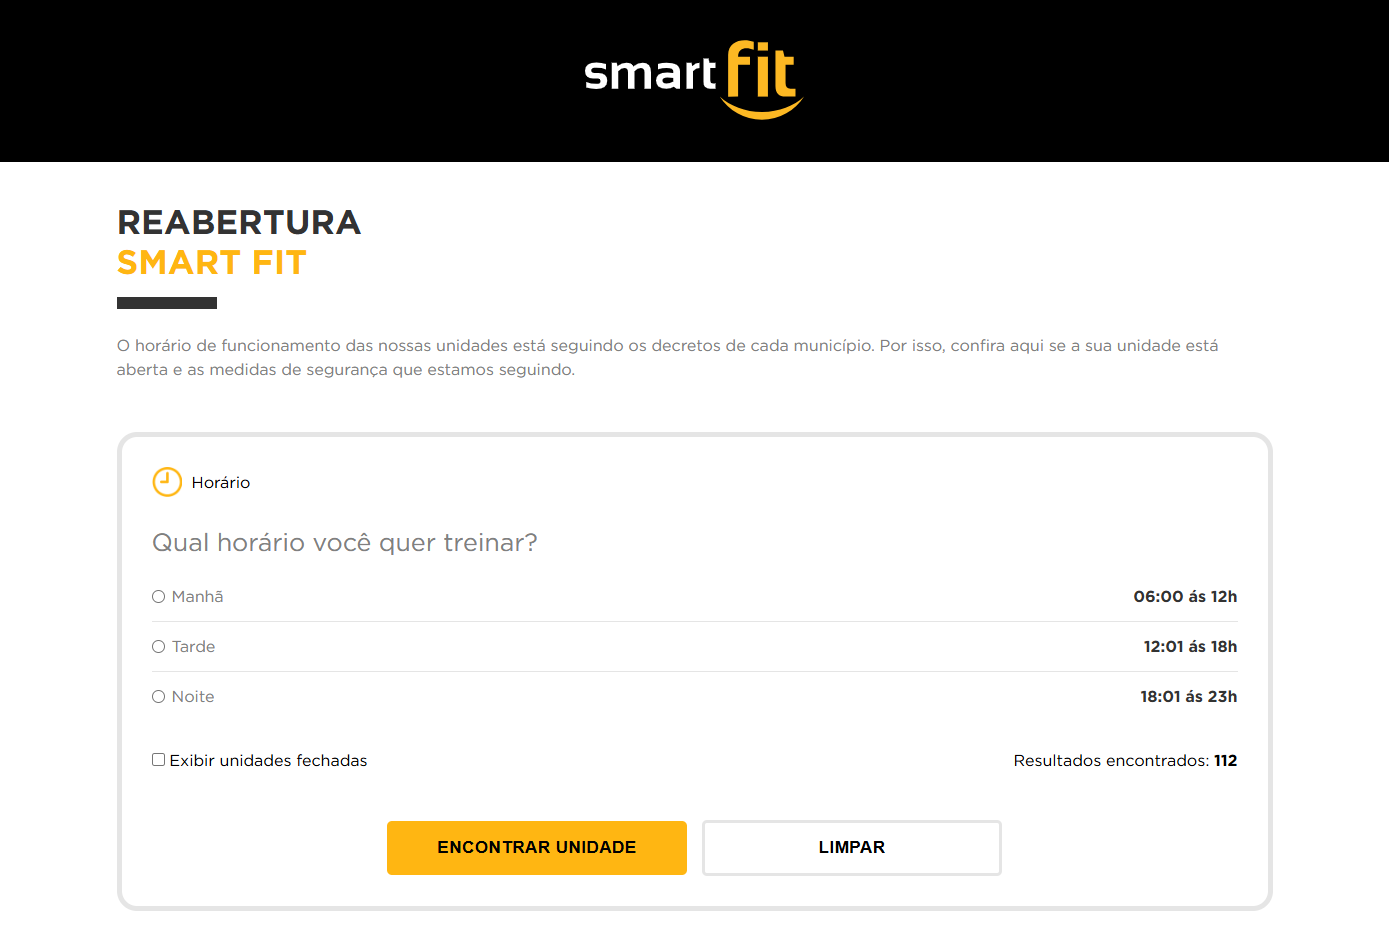 smart fit
REABERTURA
SMART FIT
O horário de funcionamento das nossas unidades está seguindo os decretos de cada município. Por isso, confira aqui se a sua unidade está
aberta e as medidas de segurança que estamos seguindo.
Horário
Qual horário você quer treinar?
Manhã 06:00 ás 12h
Tarde 12:01 ás 18h
Noite 18:01 ás 23h
Exibir unidades fechadas Resultados encontrados: 112
ENCONTRAR UNIDADE LIMPAR